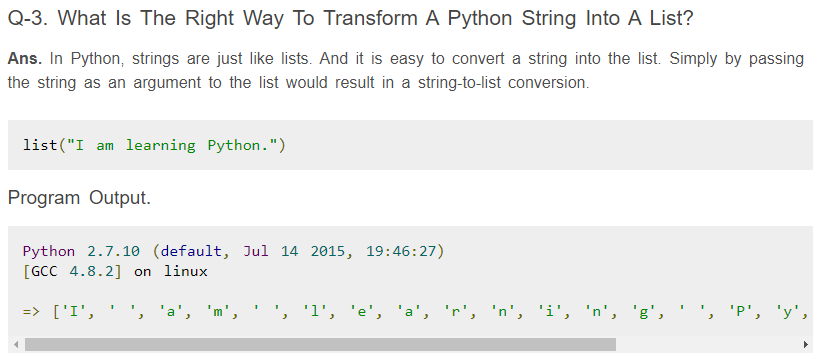 Q-3. What Is The Right Way To Transform A Python String Into A List?
Ans. In Python, strings are just like lists. And it is easy to convert a string into the list. Simply by passing
the string as an argument to the list would result in a string-to-list conversion.
list("I am learning Python.")
Program Output.
Python 2.7.10 (default, Jul 14 2015, 19:46:27)
[GCC 4.8.2] on linux
=> ['I', ' ', 'a', 'm', ' ', 'l', 'e', 'a', 'r', 'n', 'i', 'n', 'g', ' ', 'P', 'y',